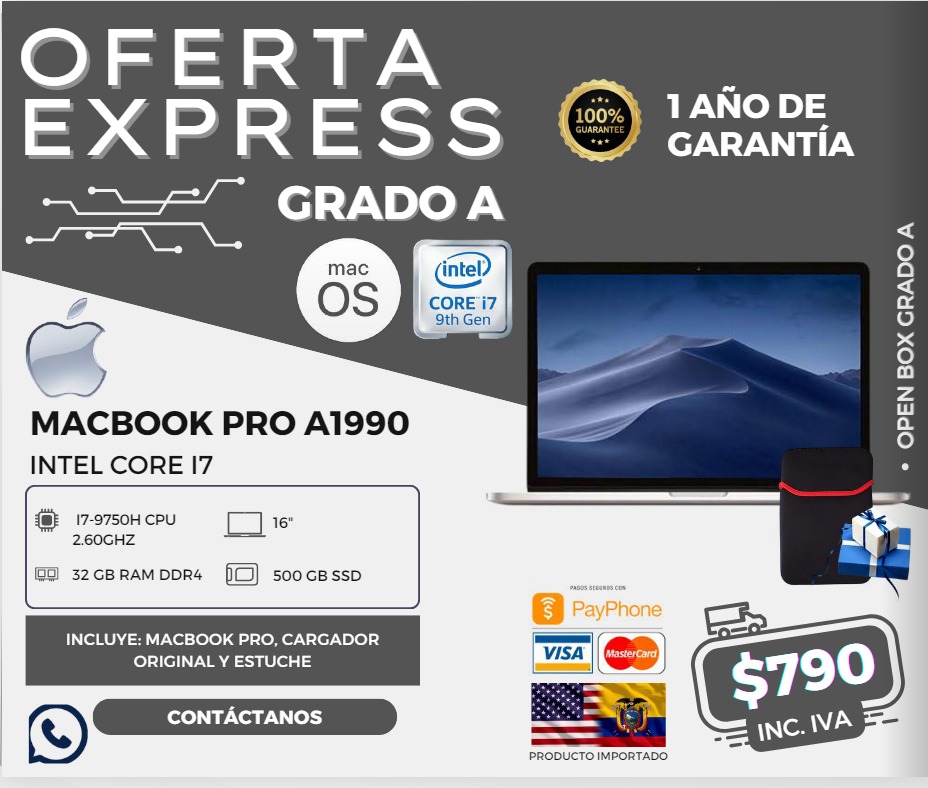 OFERTA
EXPRESS
GRADO A
100%
GUARANTEE
1 AÑO DE
GARANTÍA
mac
OS
intel
CORE i7
9th Gen
OPEN BOX GRADO A
MACBOOK PRO A1990
INTEL CORE I7
I7-9750H CPU
2.60GHZ
16"
32 GB RAM DDR4
500 GB SSD
INCLUYE: MACBOOK PRO, CARGADOR
ORIGINAL Y ESTUCHE
CONTÁCTANOS
PAGOS SEGUROS CON
PayPhone
VISA
MasterCard
PRODUCTO IMPORTADO
$790
INC. IVA